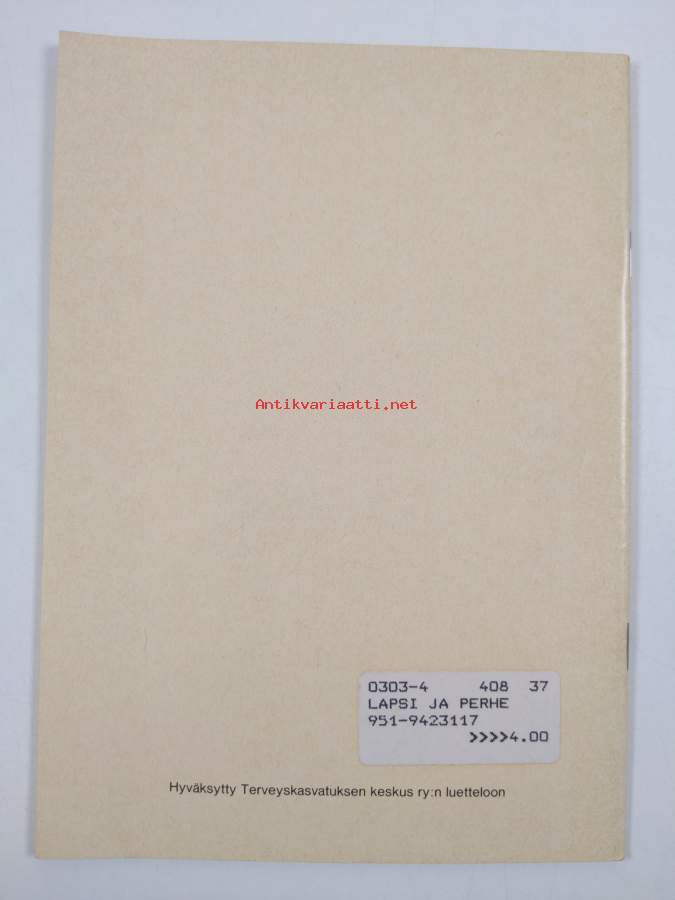 Antikvariaatti.net
0303-4 408 37
LAPSI JA PERHE
951-9423117
>>>>4.00
Hyväksytty Terveyskasvatuksen keskus ry:n luetteloon